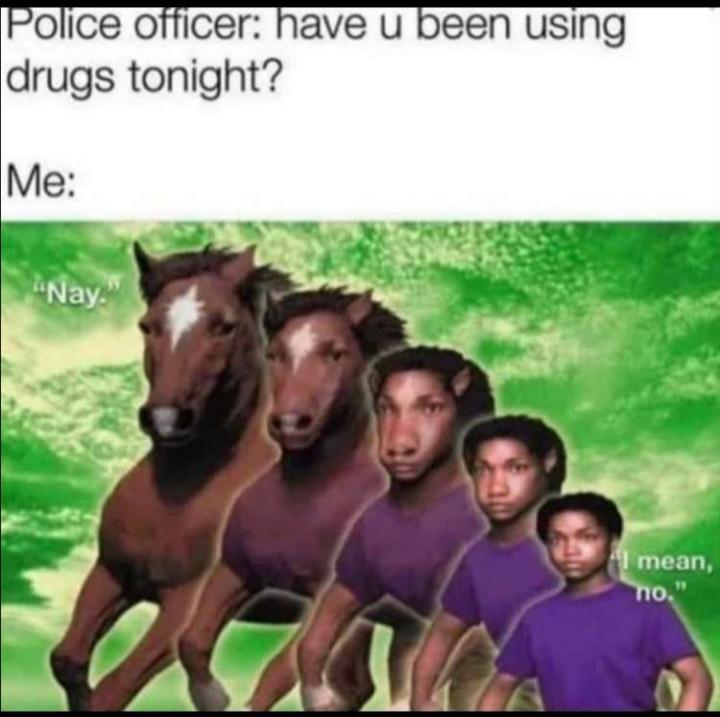 Police officer: have u been using
drugs tonight?
Me:
"Nay."
"I mean,
no."